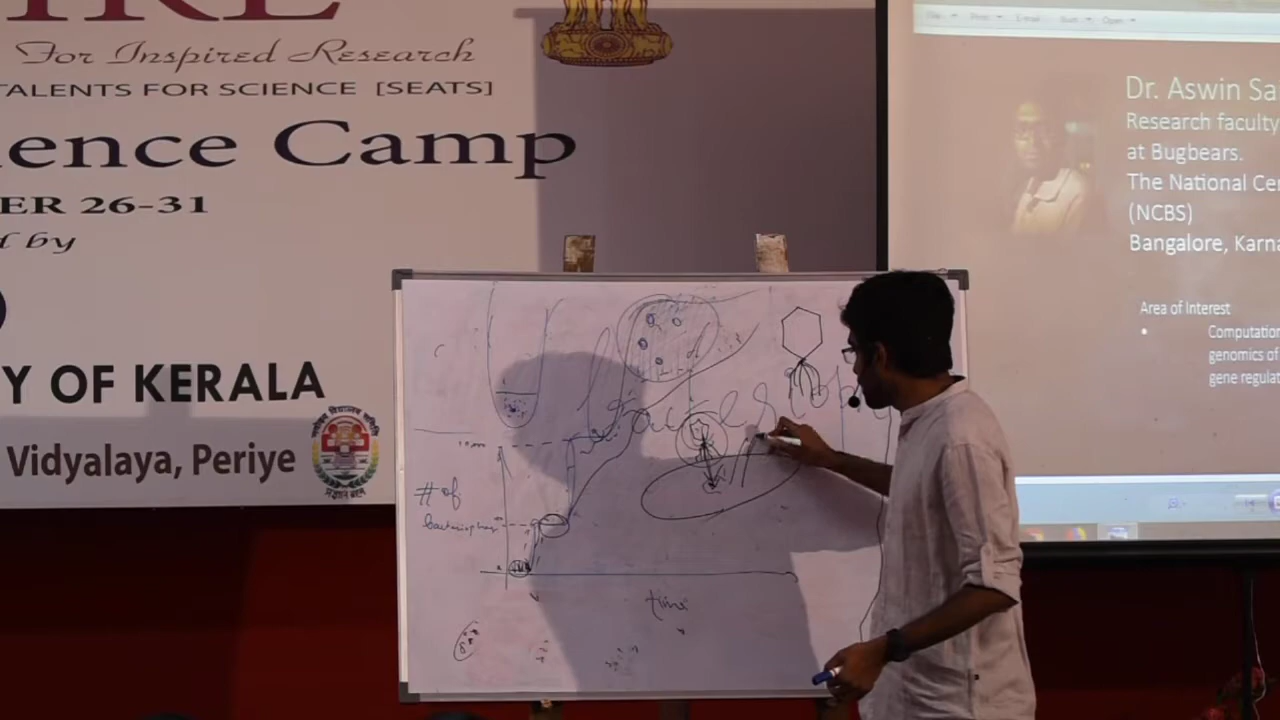 IRE
For Inspired Research
TALENTS FOR SCIENCE [SEATS]
ience Camp
ER 26-31
d by
Y OF KERALA
Vidyalaya, Periye
Dr. Aswin Sa
Research faculty
at Bugbears.
The National Ce
(NCBS)
Bangalore, Karna
Area of Interest
Computation
genomics of
gene regulat
# of
time